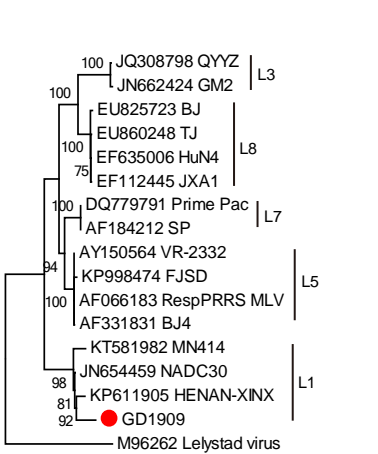 100 JQ308798 QYYZ
JN662424 GM2 L3
100
EU825723 BJ
EU860248 TJ
100 EF635006 HuN4 L8
75 EF112445 JXA1
100 DQ779791 Prime Pac
AF184212 SP L7
AY150564 VR-2332
94 KP998474 FJSD L5
100 AF066183 RespPRRS MLV
AF331831 BJ4
KT581982 MN414
98 JN654459 NADC30 L1
81 KP611905 HENAN-XINX
92 GD1909
M96262 Lelystad virus